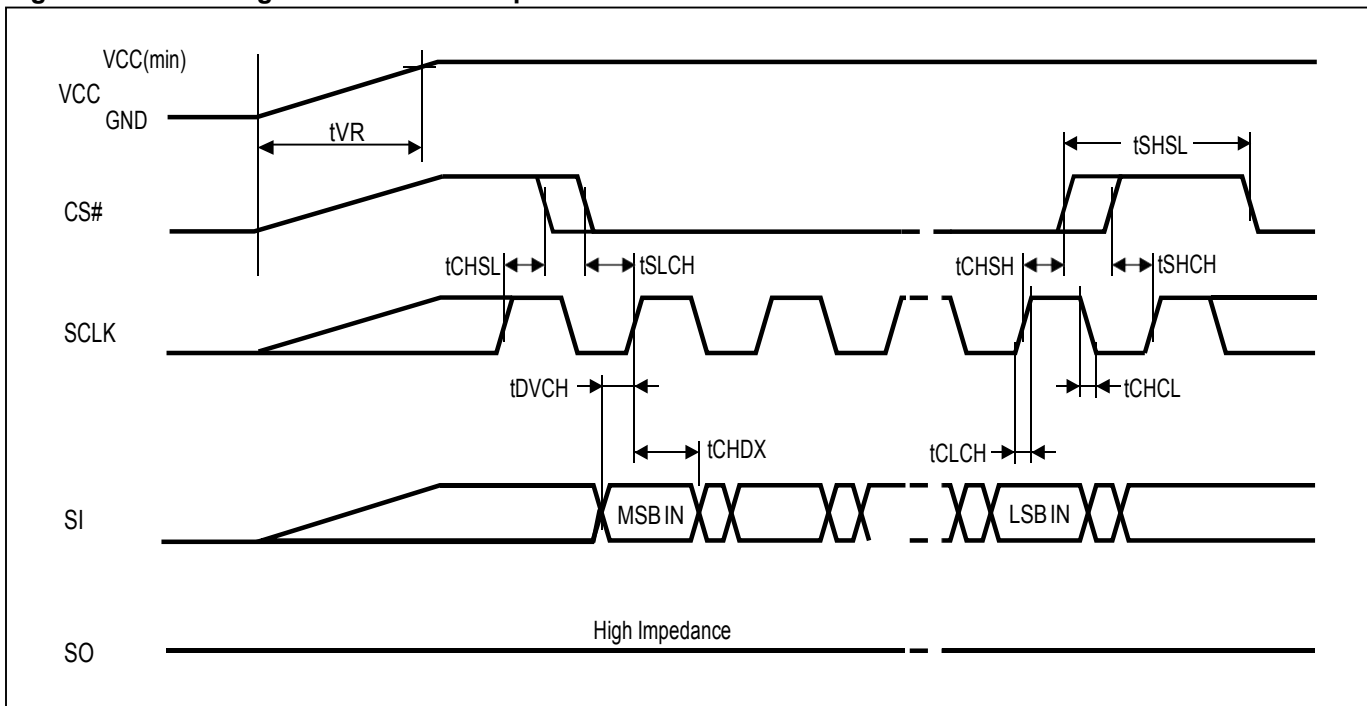 VCC(min)
VCC
GND
tVR
tSHSL
CS#
tCHSL
tSLCH
tCHSH
tSHCH
SCLK
tDVCH
tCHCL
tCHDX
tCLCH
SI
MSB IN
LSB IN
High Impedance
SO